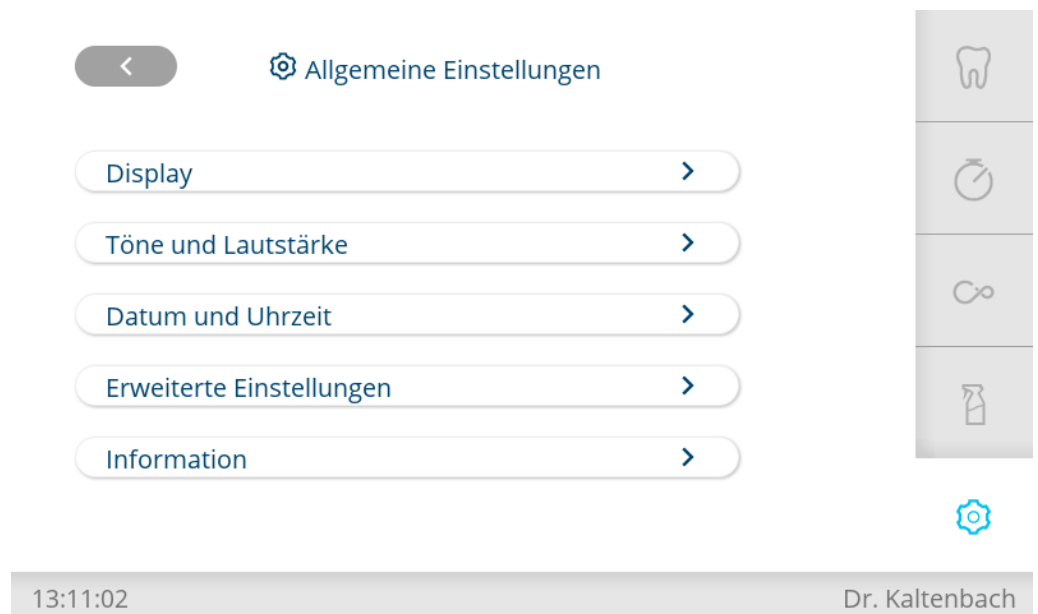 Allgemeine Einstellungen
Display
Töne und Lautstärke
Datum und Uhrzeit
Erweiterte Einstellungen
Information
13:11:02
Dr. Kaltenbach